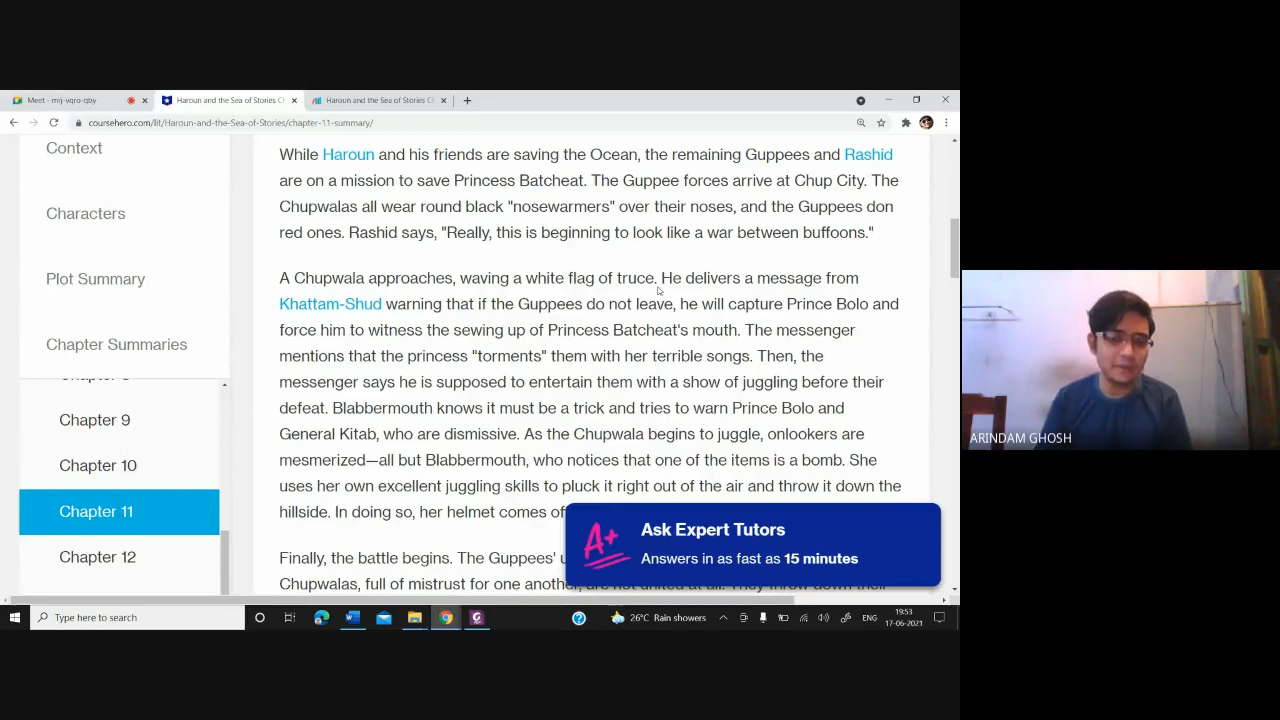 Meet - mrj-vqro-qby
Haroun and the Sea of Stories C
Haroun and the Sea of Stories C
coursehero.com/lit/Haroun-and-the-Sea-of-Stories/chapter-11-summary/
Context
Characters
Plot Summary
Chapter Summaries
Chapter 9
Chapter 10
Chapter 11
Chapter 12
While Haroun and his friends are saving the Ocean, the remaining Guppees and Rashid
are on a mission to save Princess Batcheat. The Guppee forces arrive at Chup City. The
Chupwalas all wear round black "nosewarmers" over their noses, and the Guppees don
red ones. Rashid says, "Really, this is beginning to look like a war between buffoons."
A Chupwala approaches, waving a white flag of truce. He delivers a message from
Khattam-Shud warning that if the Guppees do not leave, he will capture Prince Bolo and
force him to witness the sewing up of Princess Batcheat's mouth. The messenger
mentions that the princess "torments" them with her terrible songs. Then, the
messenger says he is supposed to entertain them with a show of juggling before their
defeat. Blabbermouth knows it must be a trick and tries to warn Prince Bolo and
General Kitab, who are dismissive. As the Chupwala begins to juggle, onlookers are
mesmerized—all but Blabbermouth, who notices that one of the items is a bomb. She
uses her own excellent juggling skills to pluck it right out of the air and throw it down the
hillside. In doing so, her helmet comes of
Finally, the battle begins. The Guppees' u
Chupwalas, full of mistrust for one another, are not united at all. They throw down their
A+
Ask Expert Tutors
Answers in as fast as 15 minutes
ARINDAM GHOSH
Type here to search
26°C Rain showers
ENG
19:53
17-06-2021